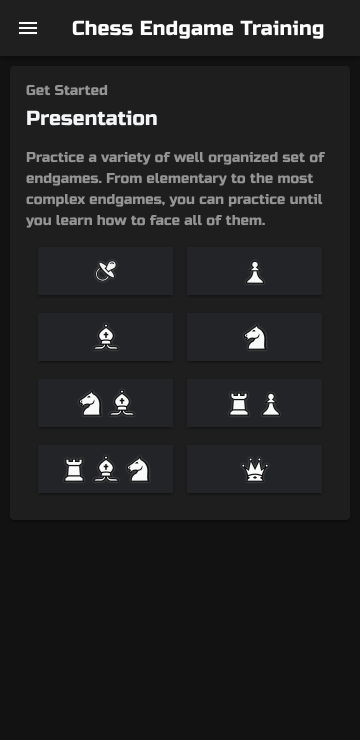 Chess Endgame Training
Get Started
Presentation
Practice a variety of well organized set of
endgames. From elementary to the most
complex endgames, you can practice until
you learn how to face all of them.